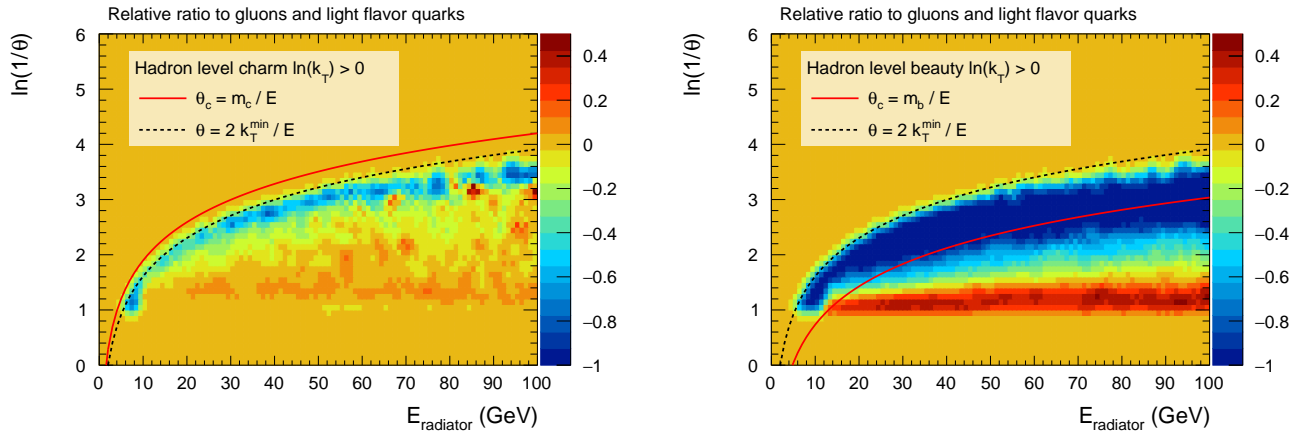 Relative ratio to gluons and light flavor quarks
ln(1/θ)
6
5
4
3
2
1
0
Hadron level charm ln(k_T) > 0
θ_c = m_c / E
θ = 2 k_T^min / E
0 10 20 30 40 50 60 70 80 90 100
E_radiator (GeV)
0.4
0.2
0
−0.2
−0.4
−0.6
−0.8
−1
Relative ratio to gluons and light flavor quarks
ln(1/θ)
6
5
4
3
2
1
0
Hadron level beauty ln(k_T) > 0
θ_c = m_b / E
θ = 2 k_T^min / E
0 10 20 30 40 50 60 70 80 90 100
E_radiator (GeV)
0.4
0.2
0
−0.2
−0.4
−0.6
−0.8
−1